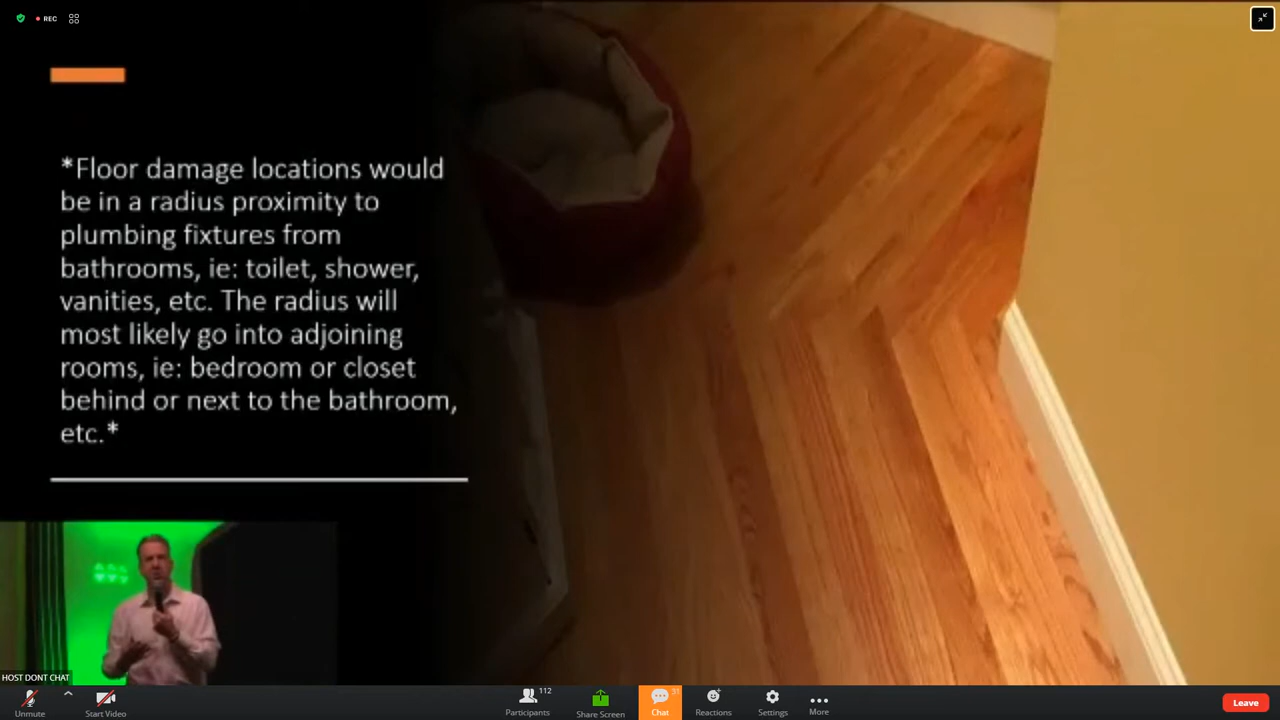 REC
*Floor damage locations would
be in a radius proximity to
plumbing fixtures from
bathrooms, ie: toilet, shower,
vanities, etc. The radius will
most likely go into adjoining
rooms, ie: bedroom or closet
behind or next to the bathroom,
etc.*
HOST DONT CHAT
Unmute
Start Video
Participants
112
Share Screen
Chat
Reactions
Settings
More
Leave